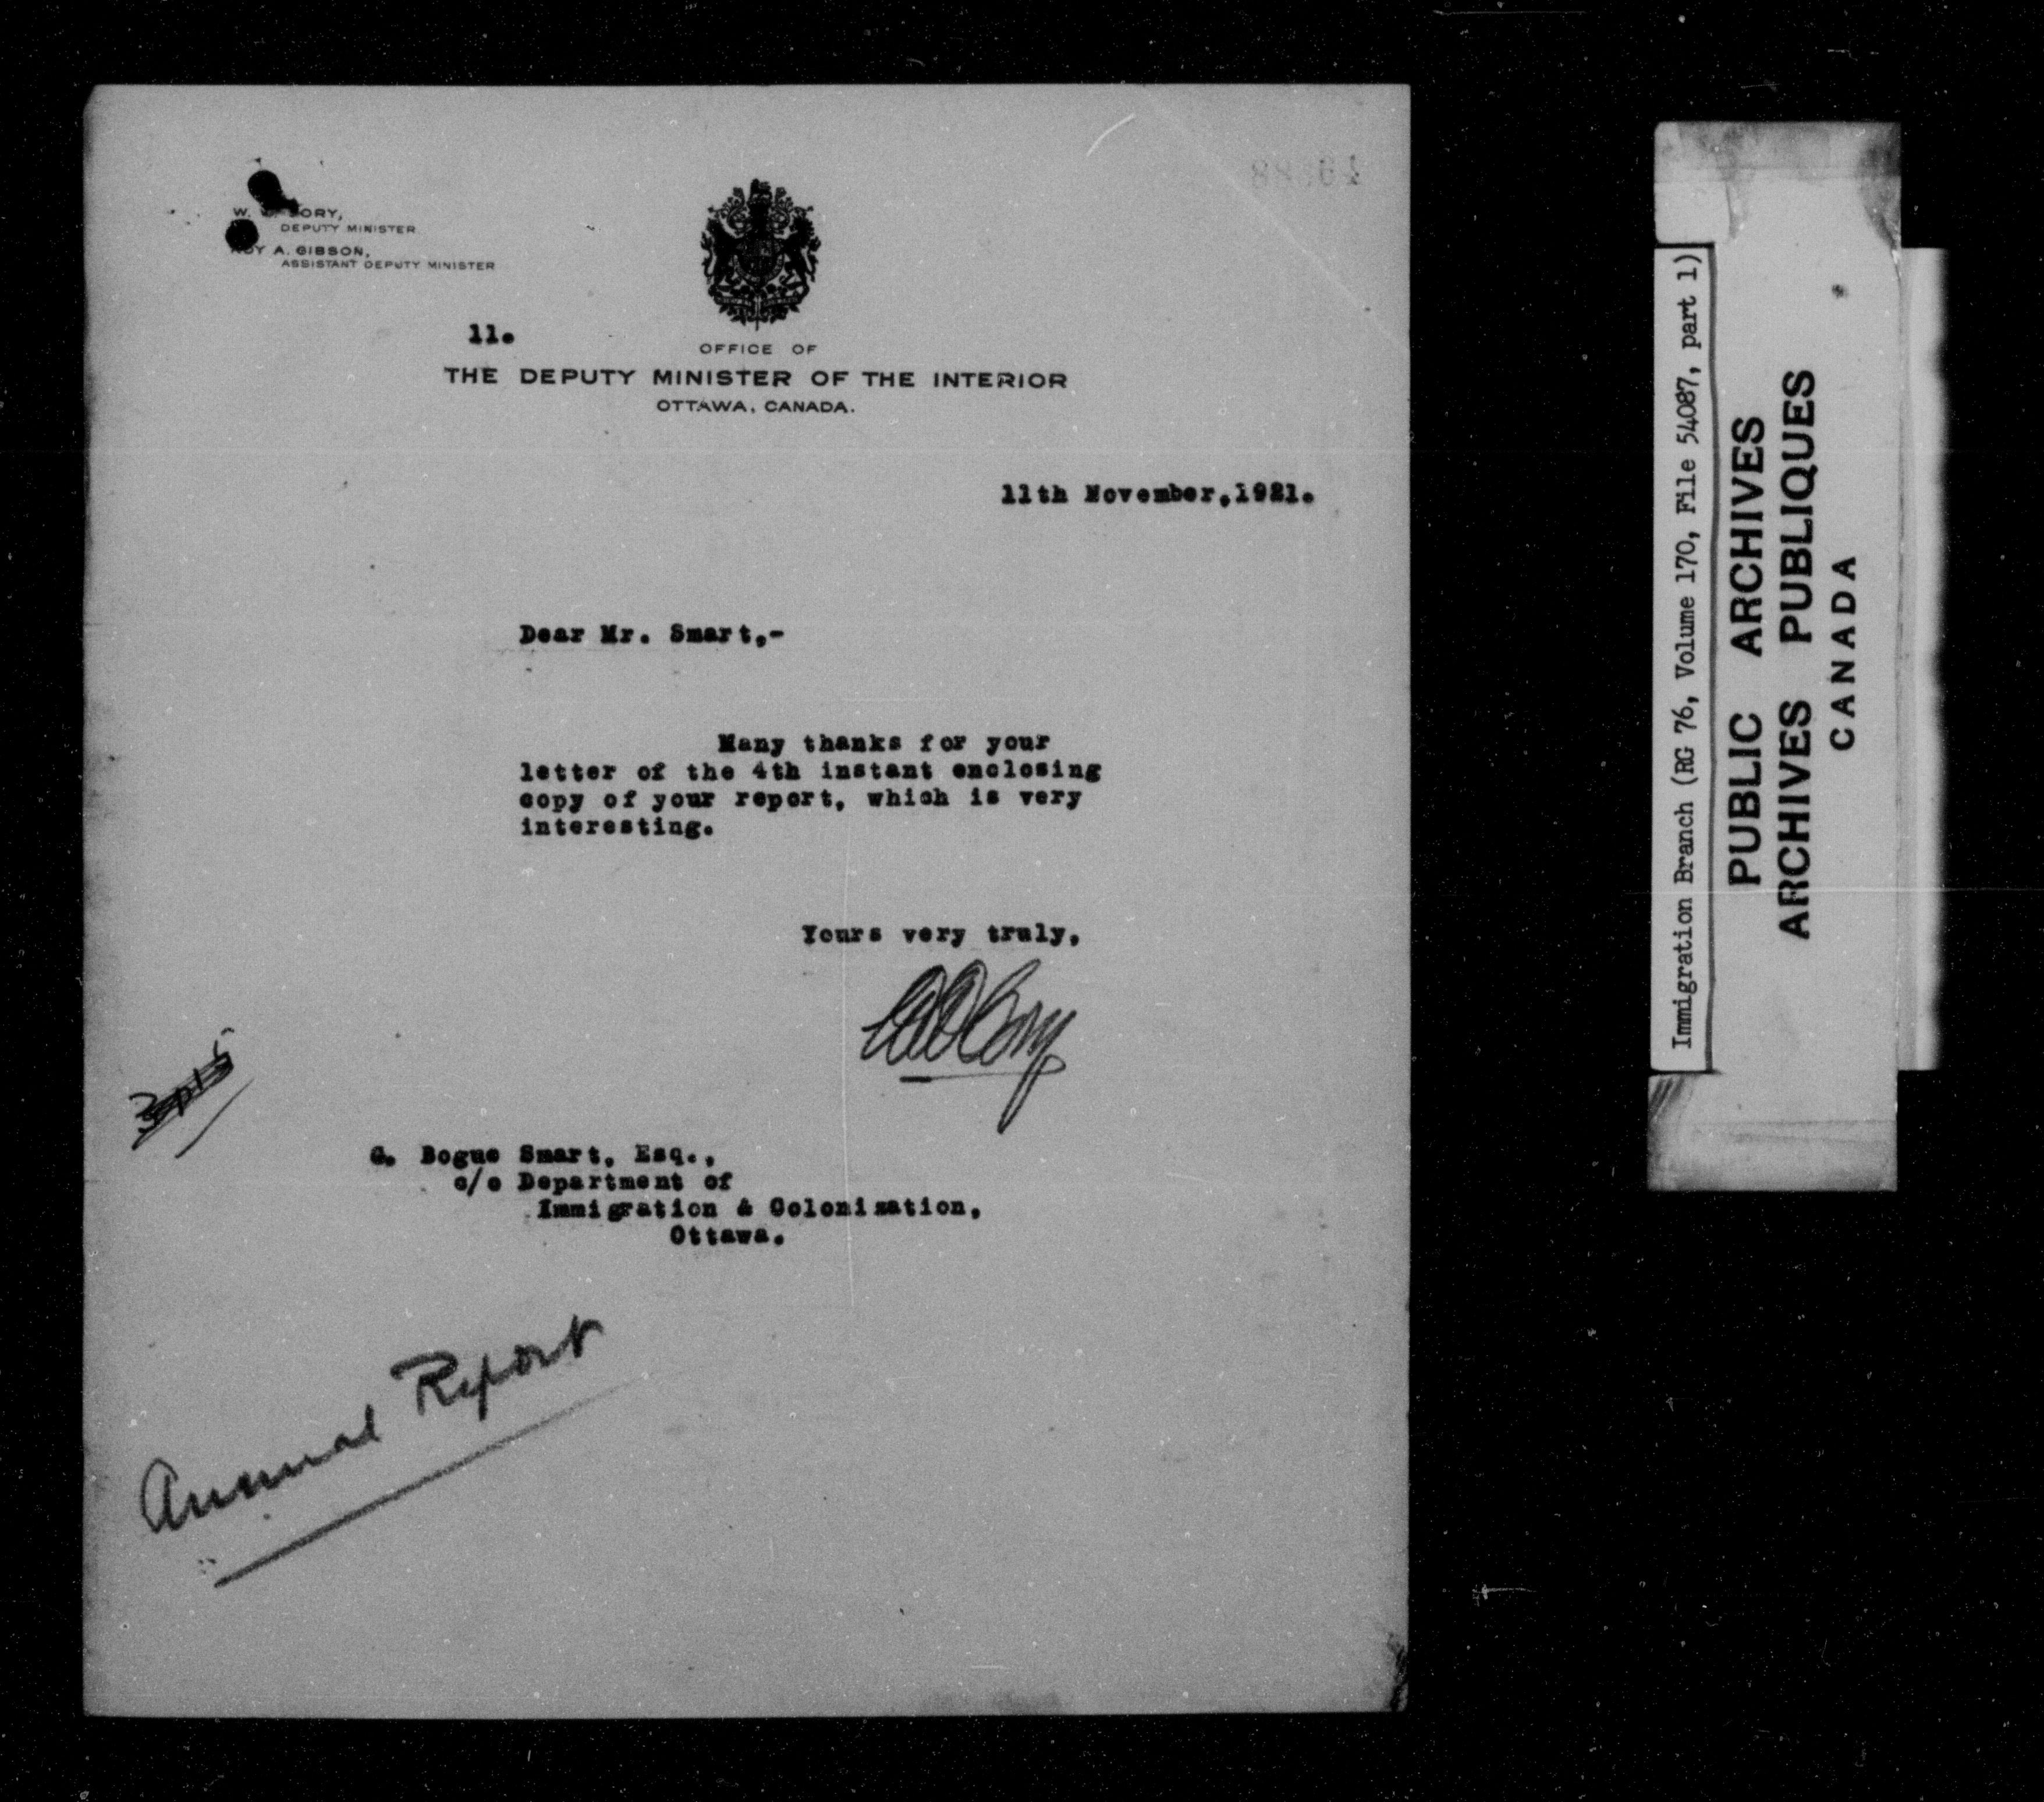 W. W. CORY,
DEPUTY MINISTER
ROY A. GIBSON,
ASSISTANT DEPUTY MINISTER
11.
OFFICE OF
THE DEPUTY MINISTER OF THE INTERIOR
OTTAWA, CANADA.
11th November,1921.
Dear Mr. Smart,-
Many thanks for your
letter of the 4th instant enclosing
copy of your report, which is very
interesting.
Yours very truly,
WWCory
G. Bogue Smart, Esq.,
c/o Department of
Immigration & Colonization,
Ottawa.
Annual Report
Immigration Branch (RG 76, Volume 170, File 54087, part 1)
PUBLIC ARCHIVES
ARCHIVES PUBLIQUES
CANADA